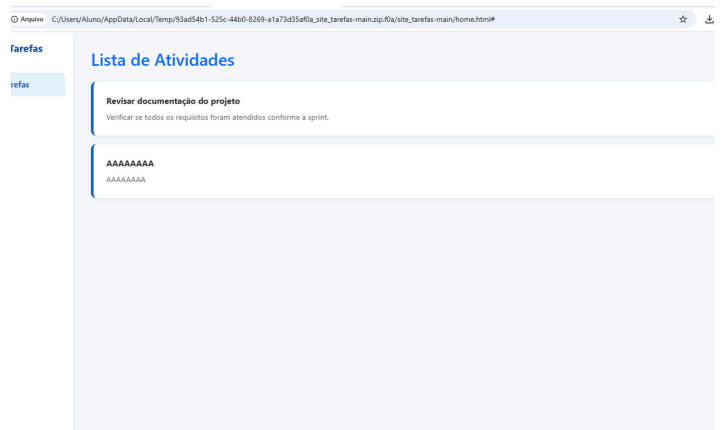 Arquivo C:/Users/Aluno/AppData/Local/Temp/93ad54b1-525c-44b0-8269-a1a73d35af0a_site_tarefas-main.zip.f0a/site_tarefas-main/home.html#
Tarefas
Lista de Atividades
refas
Revisar documentação do projeto
Verificar se todos os requisitos foram atendidos conforme a sprint.
AAAAAAAA
AAAAAAAA